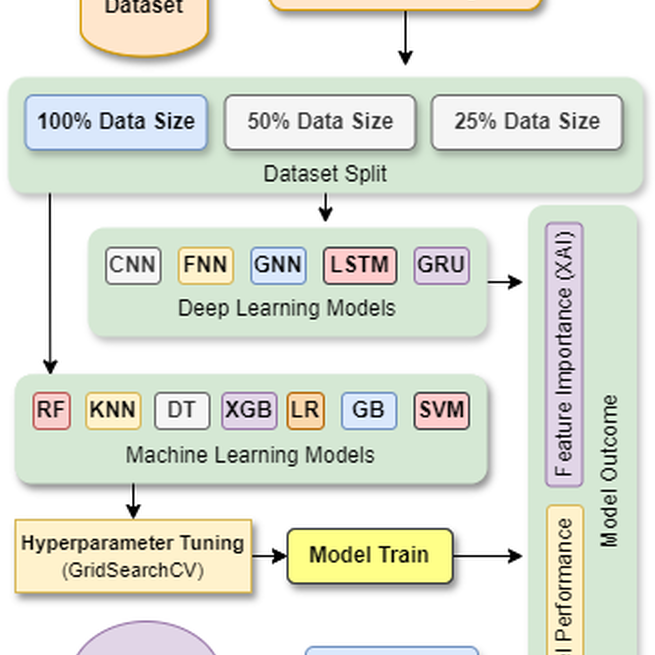 Dataset
100% Data Size
50% Data Size
25% Data Size
Dataset Split
CNN
FNN
GNN
LSTM
GRU
Deep Learning Models
RF
KNN
DT
XGB
LR
GB
SVM
Machine Learning Models
Hyperparameter Tuning
(GridSearchCV)
Model Train
Feature Importance (XAI)
Performance
Model Outcome